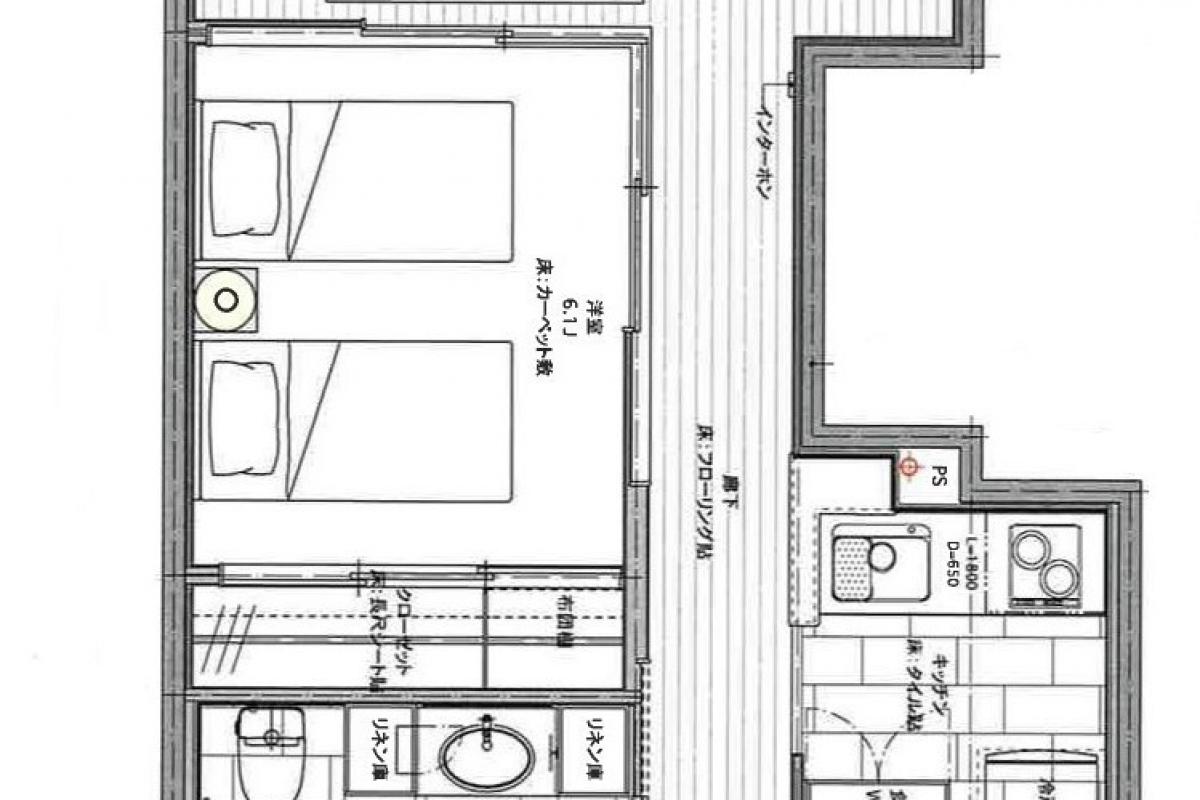 インターホン
洋室
6.1J
床：カーペット敷
廊下
床：フローリング貼
PS
L=1800
D=650
クローゼット
床：長尺シート貼
布団棚
キッチン
床：タイル貼
リネン庫
リネン庫
冷